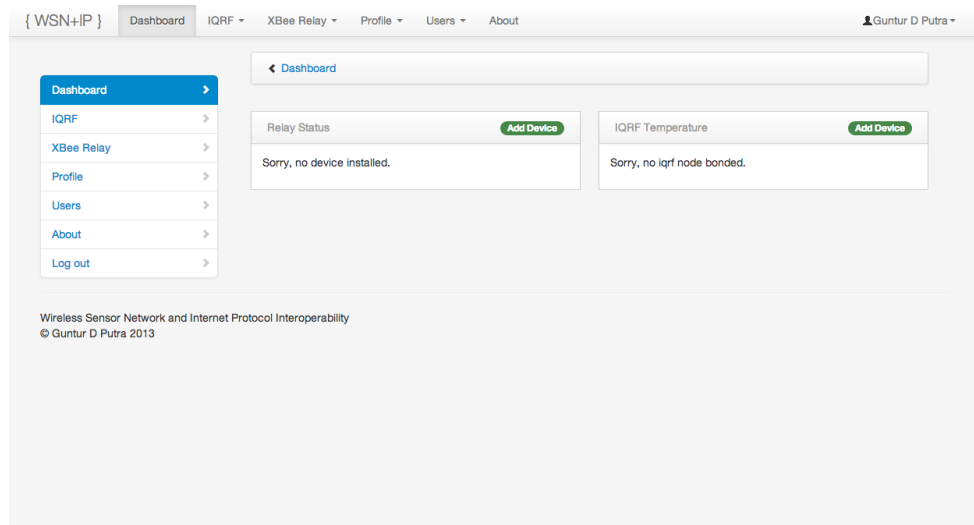 { WSN+IP } Dashboard IQRF XBee Relay Profile Users About Guntur D Putra
Dashboard
Dashboard
IQRF
XBee Relay
Profile
Users
About
Log out
Relay Status Add Device
Sorry, no device installed.
IQRF Temperature Add Device
Sorry, no iqrf node bonded.
Wireless Sensor Network and Internet Protocol Interoperability
© Guntur D Putra 2013